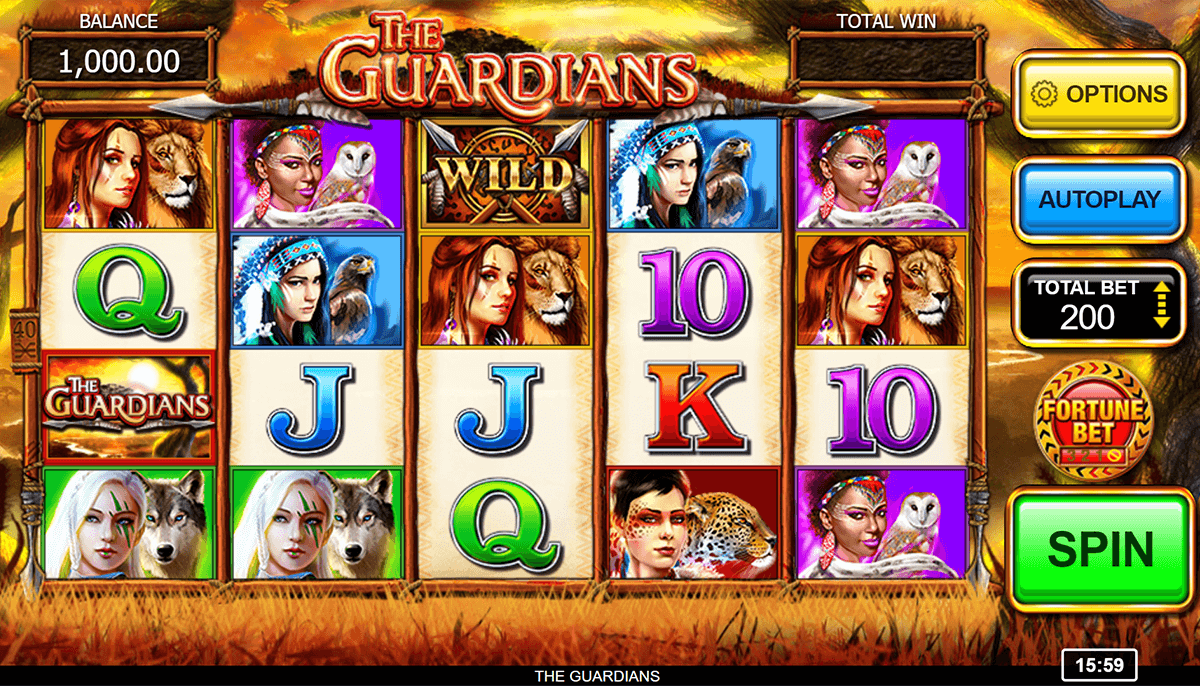 BALANCE
1,000.00
THE
GUARDIANS
TOTAL WIN
OPTIONS
AUTOPLAY
TOTAL BET
200
FORTUNE
BET
321
SPIN
40
WILD
Q
10
THE
GUARDIANS
J
J
K
10
Q
THE GUARDIANS
15:59